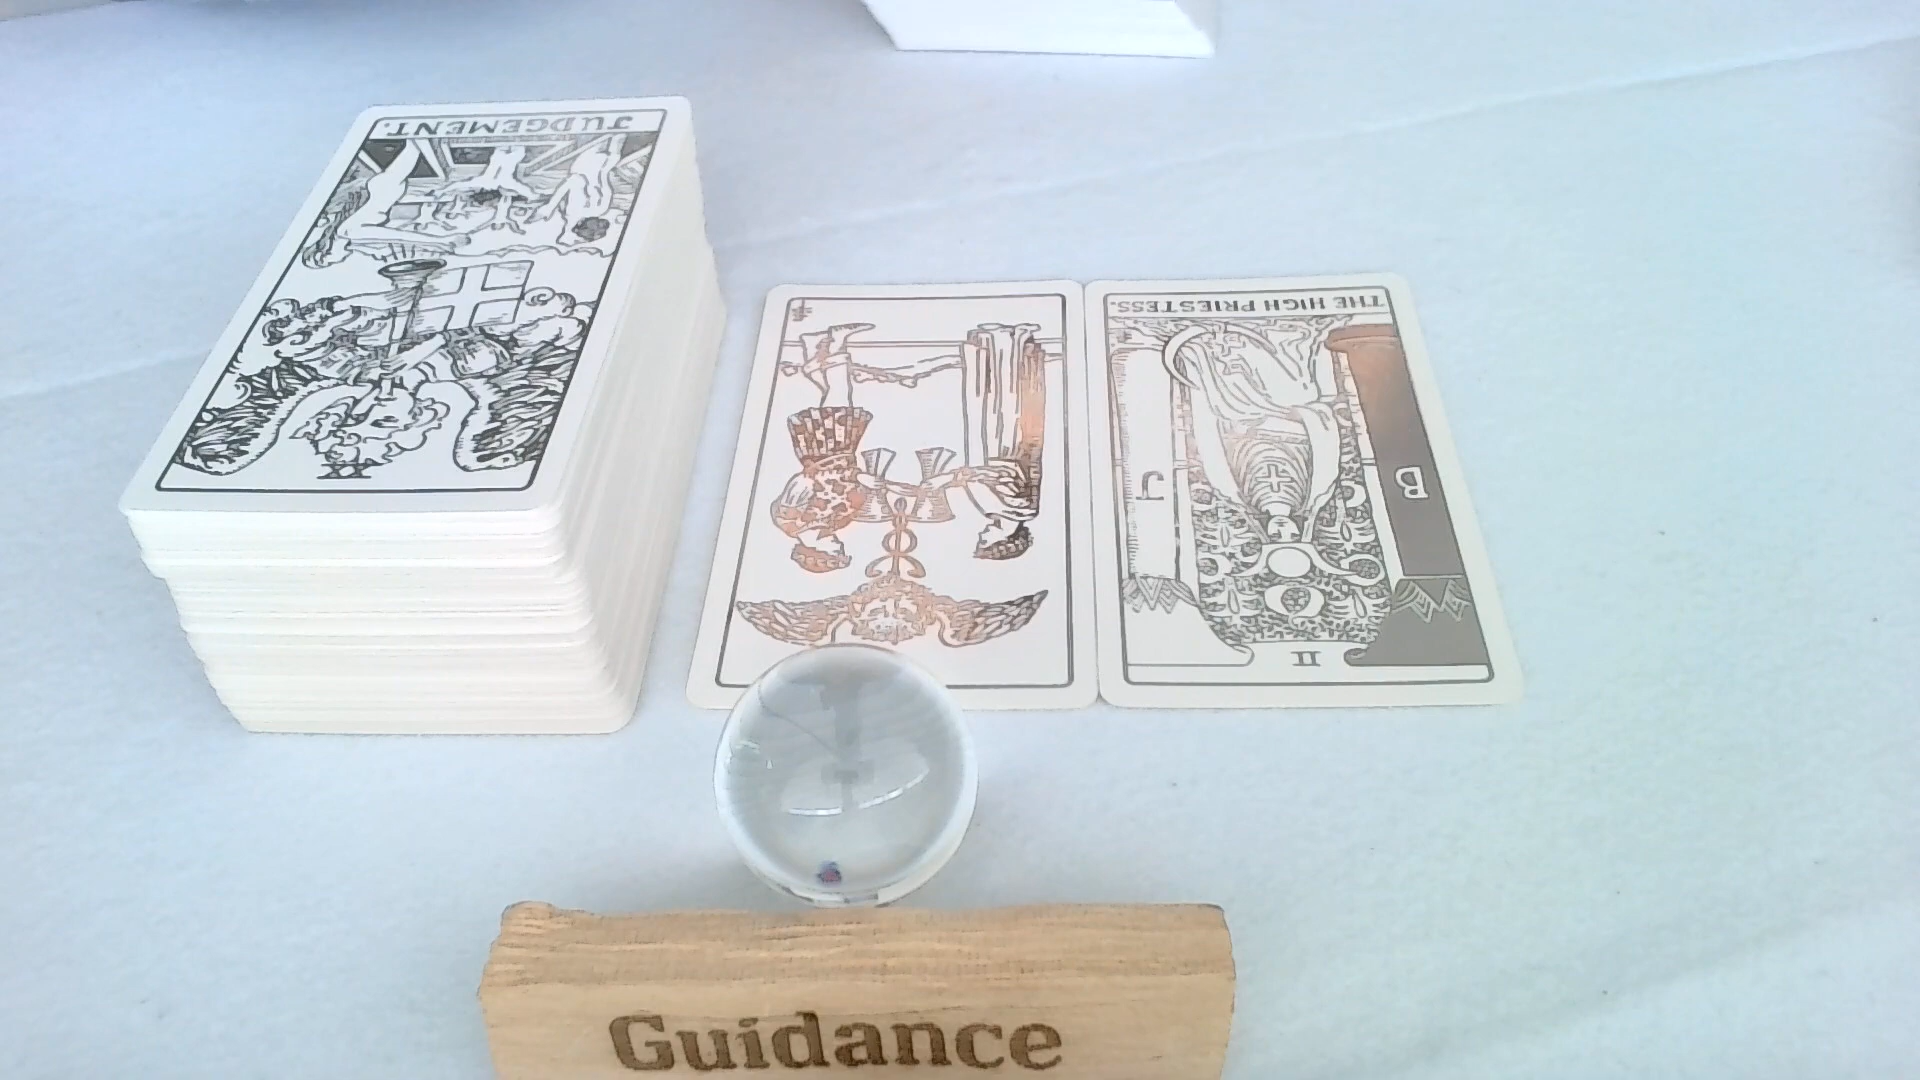 JUDGEMENT.
THE HIGH PRIESTESS.
J
B
II
Guidance